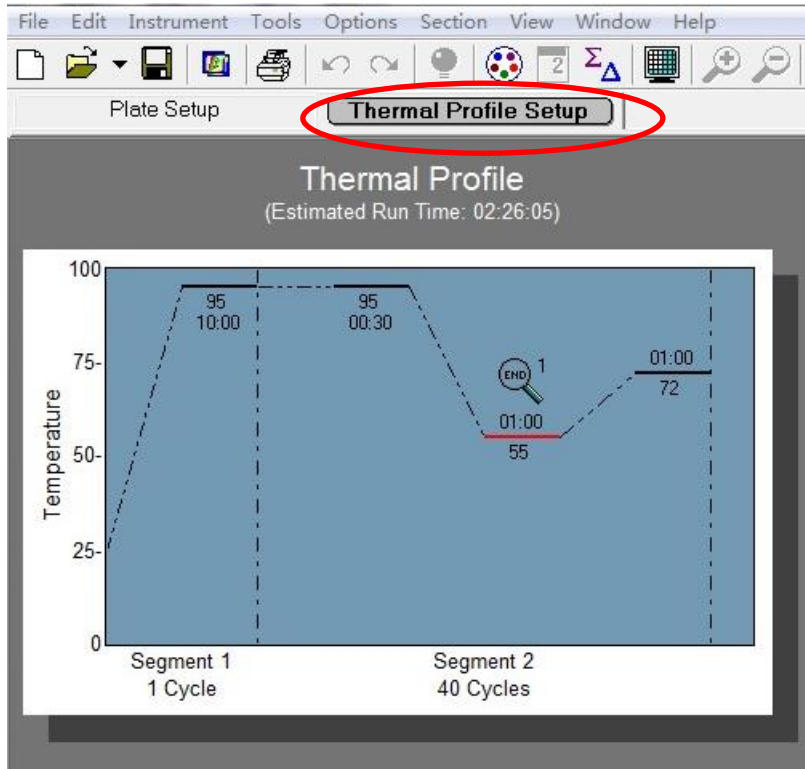 File Edit Instrument Tools Options Section View Window Help
2 Σ Δ
Plate Setup Thermal Profile Setup
Thermal Profile
(Estimated Run Time: 02:26:05)
100
95
10:00
95
00:30
75-
END 1
01:00
72
01:00
55
50-
25-
0
Temperature
Segment 1
1 Cycle
Segment 2
40 Cycles